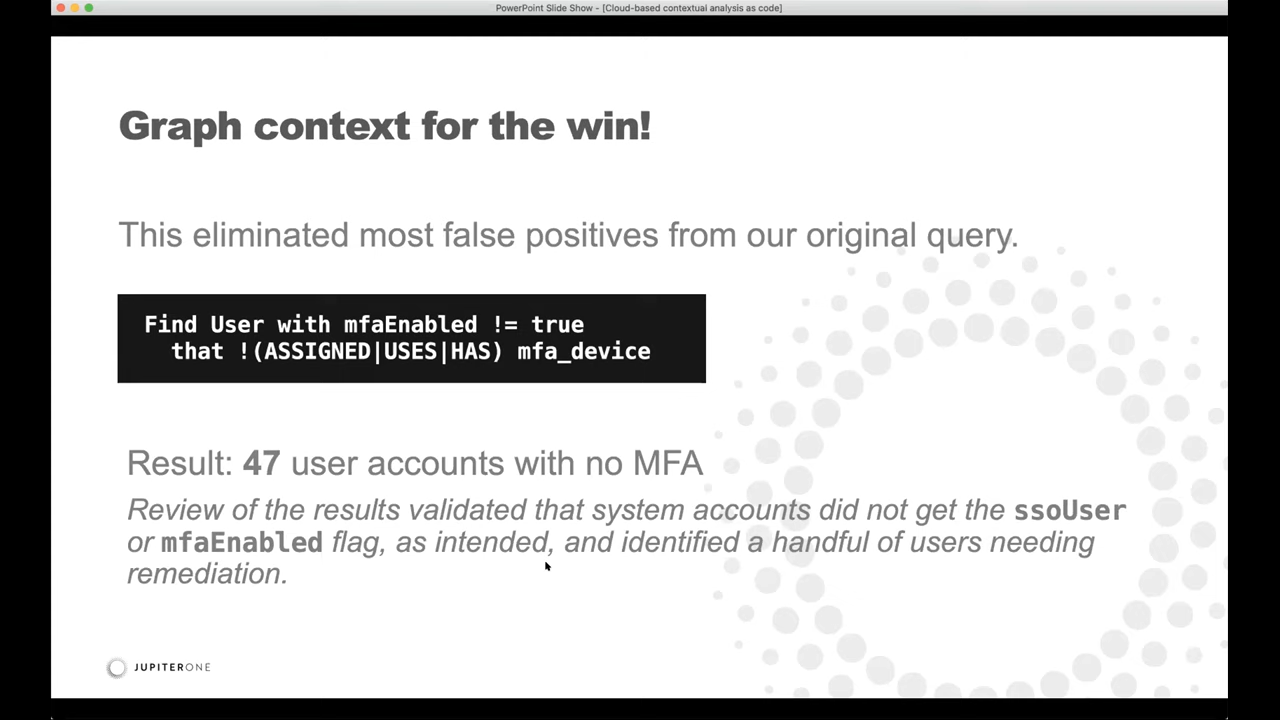 PowerPoint Slide Show - [Cloud-based contextual analysis as code]
Graph context for the win!
This eliminated most false positives from our original query.
Find User with mfaEnabled != true
that !(ASSIGNED|USES|HAS) mfa_device
Result: 47 user accounts with no MFA
Review of the results validated that system accounts did not get the ssoUser
or mfaEnabled flag, as intended, and identified a handful of users needing
remediation.
JUPITERONE